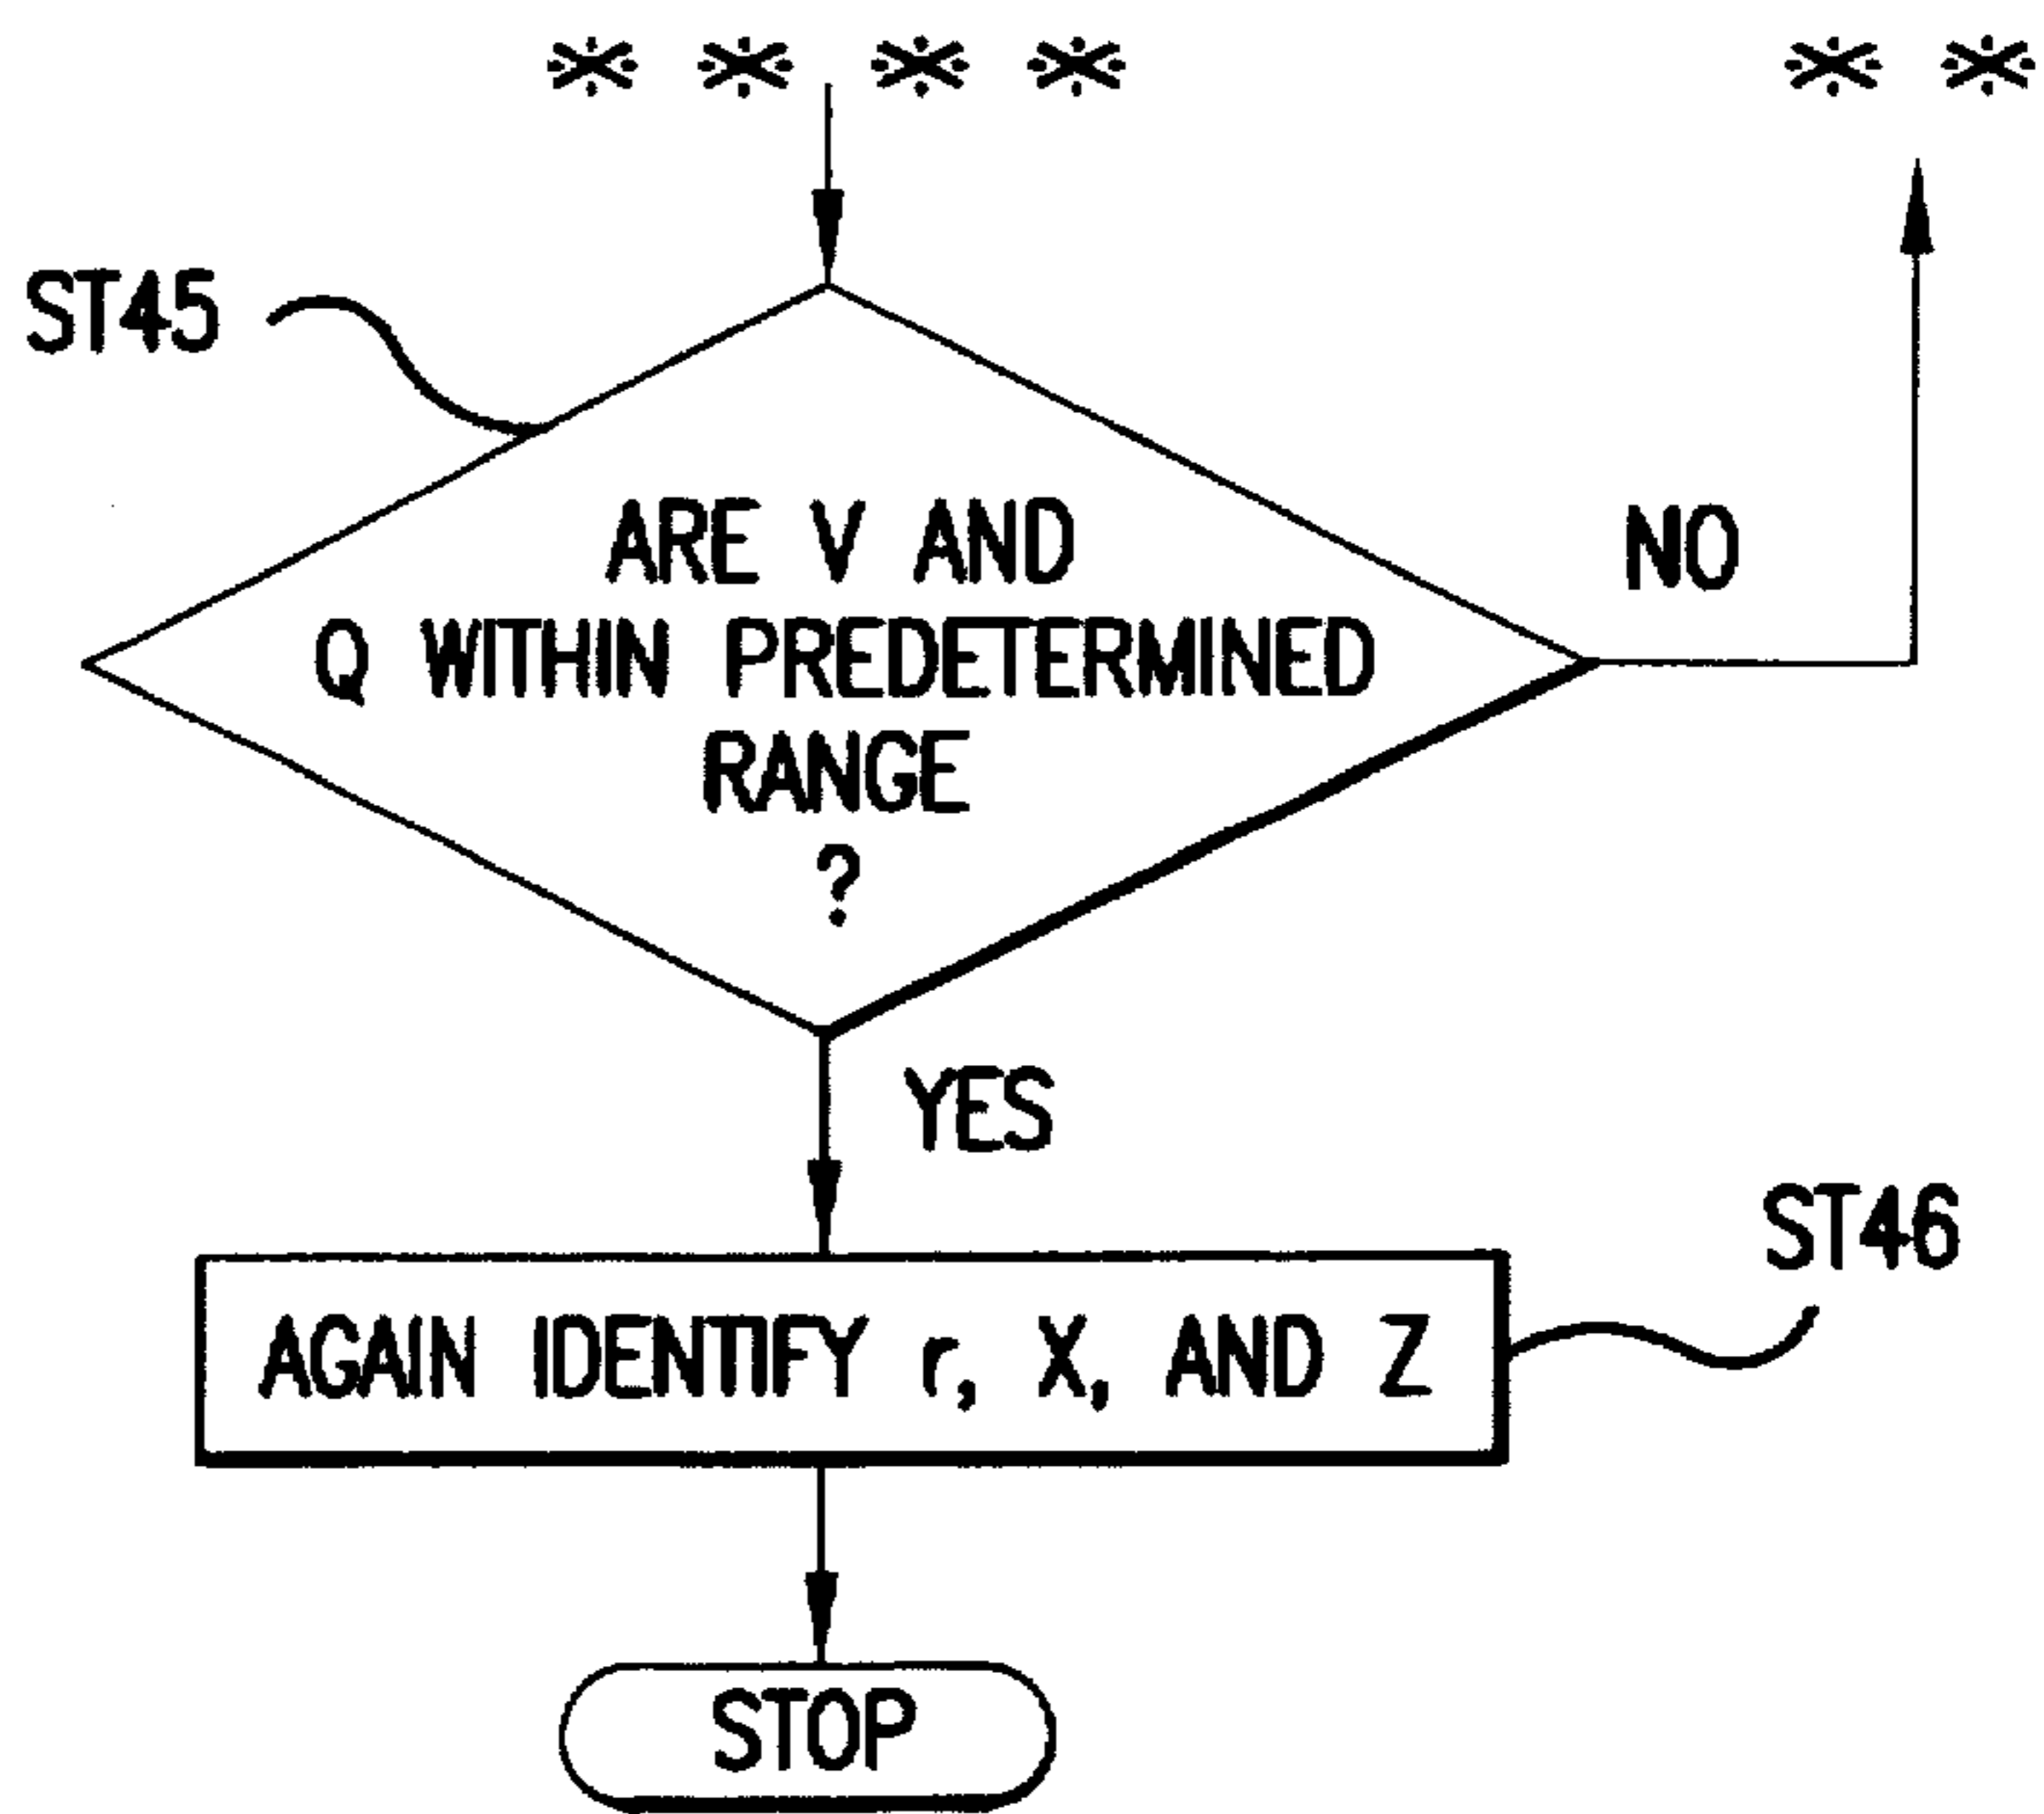 ※ ※ ※ ※ ※ ※
ST45
ARE V AND
Q WITHIN PREDETERMINED
RANGE
?
NO
YES
ST46
AGAIN IDENTIFY r, X, AND Z
STOP